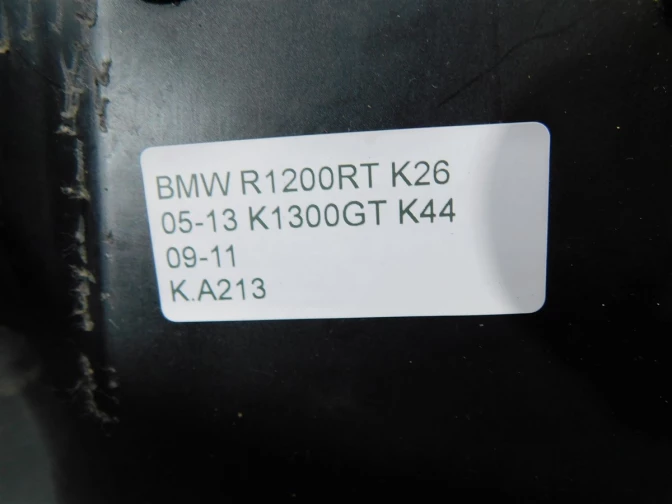 BMW R1200RT K26
05-13 K1300GT K44
09-11
K.A213